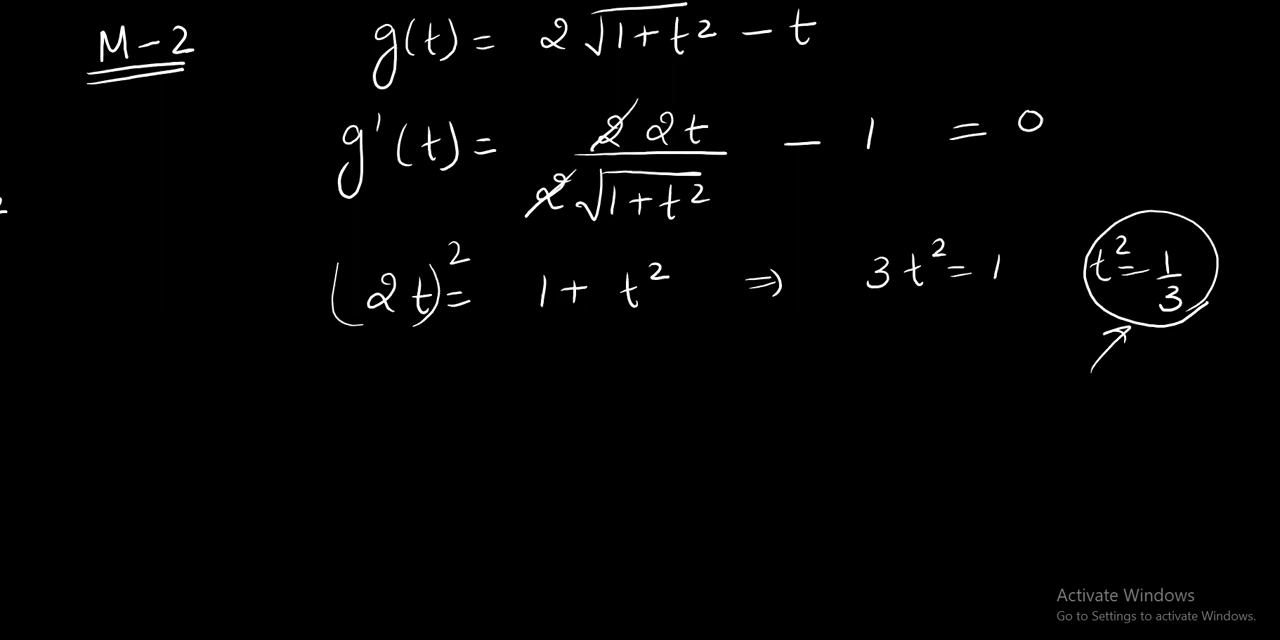 M-2 g(t) = 2√(1+t²) - t
g'(t) = 2 2t / 2√(1+t²) - 1 = 0
(2t)² = 1 + t² ⇒ 3t² = 1 t² = 1/3
Activate Windows
Go to Settings to activate Windows.